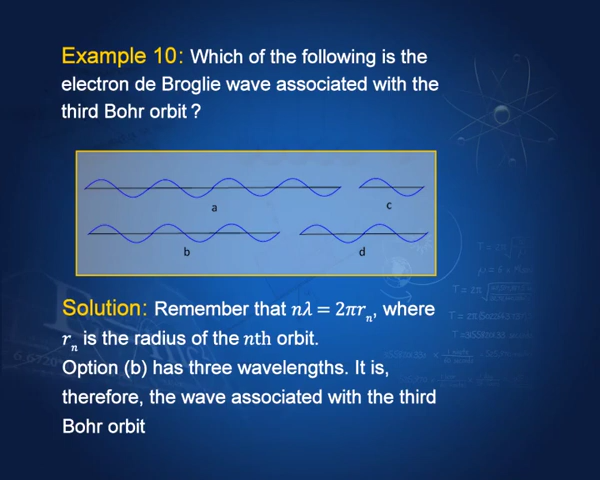 Example 10: Which of the following is the
electron de Broglie wave associated with the
third Bohr orbit ?
a
c
b
d
Solution: Remember that nλ = 2πrₙ, where
rₙ is the radius of the nth orbit.
Option (b) has three wavelengths. It is,
therefore, the wave associated with the third
Bohr orbit